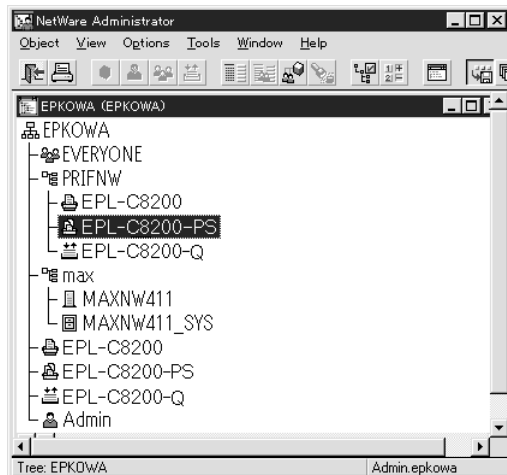 NetWare Administrator
Object View Options Tools Window Help
EPKOWA (EPKOWA)
EPKOWA
EVERYONE
PRIFNW
EPL-C8200
EPL-C8200-PS
EPL-C8200-Q
max
MAXNW411
MAXNW411_SYS
EPL-C8200
EPL-C8200-PS
EPL-C8200-Q
Admin
Tree: EPKOWA Admin.epkowa